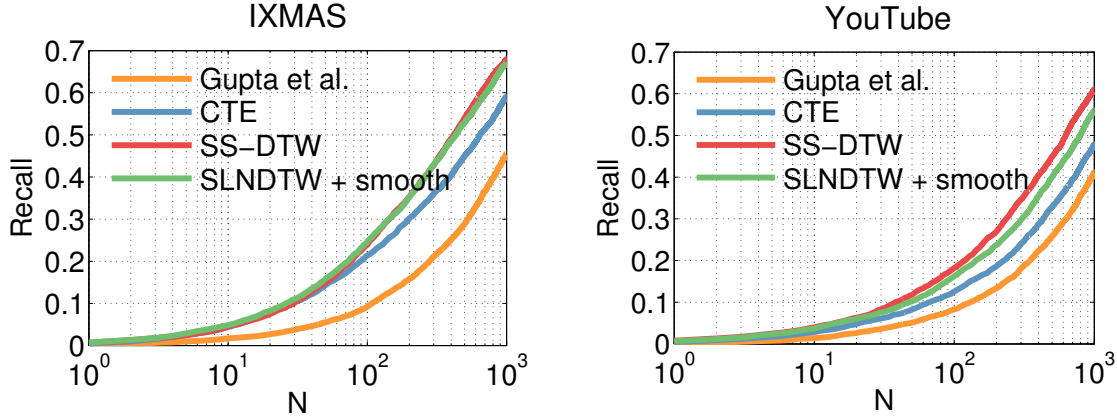 IXMAS
0.7
0.6
0.5
0.4
0.3
0.2
0.1
0
Recall
Gupta et al.
CTE
SS−DTW
SLNDTW + smooth
10^0
10^1
10^2
10^3
N
YouTube
0.7
0.6
0.5
0.4
0.3
0.2
0.1
0
Recall
Gupta et al.
CTE
SS−DTW
SLNDTW + smooth
10^0
10^1
10^2
10^3
N